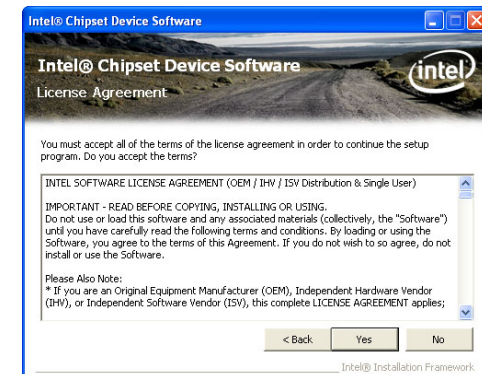 Intel® Chipset Device Software
Intel® Chipset Device Software
License Agreement
intel
You must accept all of the terms of the license agreement in order to continue the setup
program. Do you accept the terms?
INTEL SOFTWARE LICENSE AGREEMENT (OEM / IHV / ISV Distribution & Single User)
IMPORTANT - READ BEFORE COPYING, INSTALLING OR USING.
Do not use or load this software and any associated materials (collectively, the "Software")
until you have carefully read the following terms and conditions. By loading or using the
Software, you agree to the terms of this Agreement. If you do not wish to so agree, do not
install or use the Software.
Please Also Note:
* If you are an Original Equipment Manufacturer (OEM), Independent Hardware Vendor
(IHV), or Independent Software Vendor (ISV), this complete LICENSE AGREEMENT applies;
< Back
Yes
No
Intel® Installation Framework